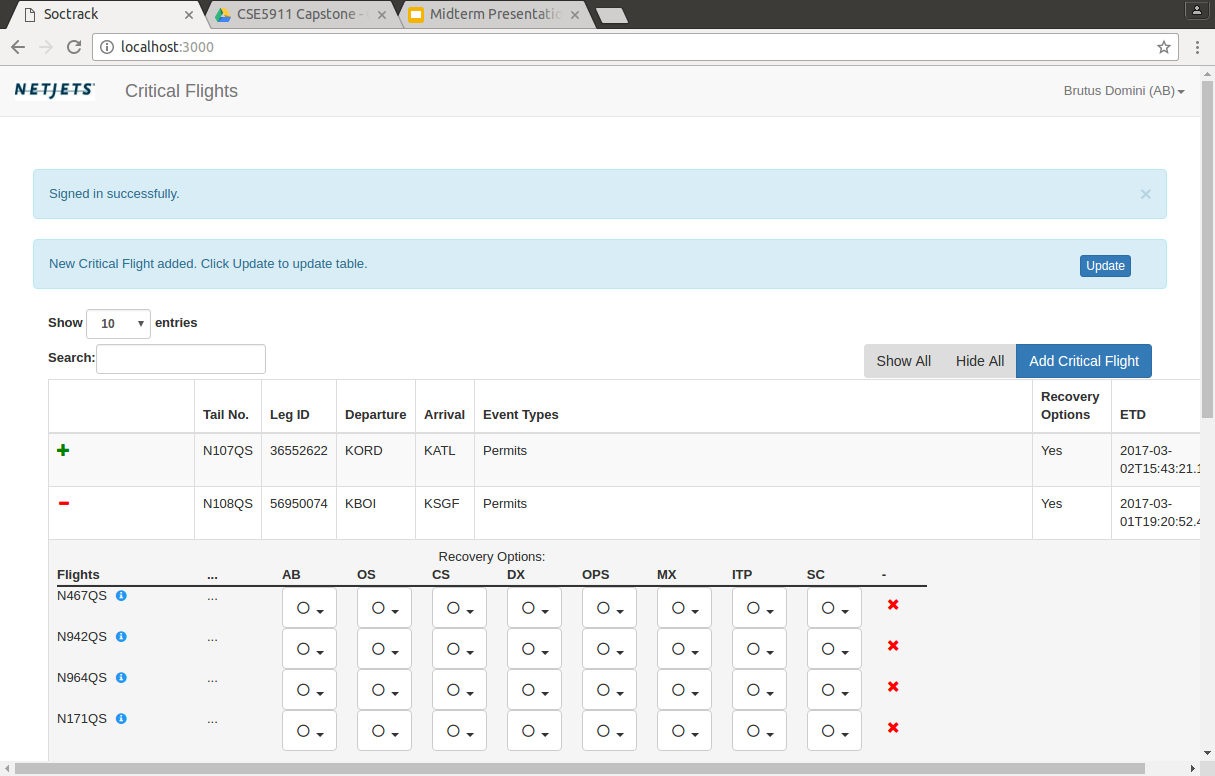 Soctrack
CSE5911 Capstone -
Midterm Presentatio
localhost:3000
NETJETS
Critical Flights
Brutus Domini (AB)
Signed in successfully.
New Critical Flight added. Click Update to update table.
Update
Show 10 entries
Search:
Show All Hide All Add Critical Flight
Tail No. Leg ID Departure Arrival Event Types Recovery Options ETD
N107QS 36552622 KORD KATL Permits Yes 2017-03-
02T15:43:21.1
N108QS 56950074 KBOI KSGF Permits Yes 2017-03-
01T19:20:52.4
Recovery Options:
Flights ... AB OS CS DX OPS MX ITP SC -
N467QS ...
N942QS ...
N964QS ...
N171QS ...